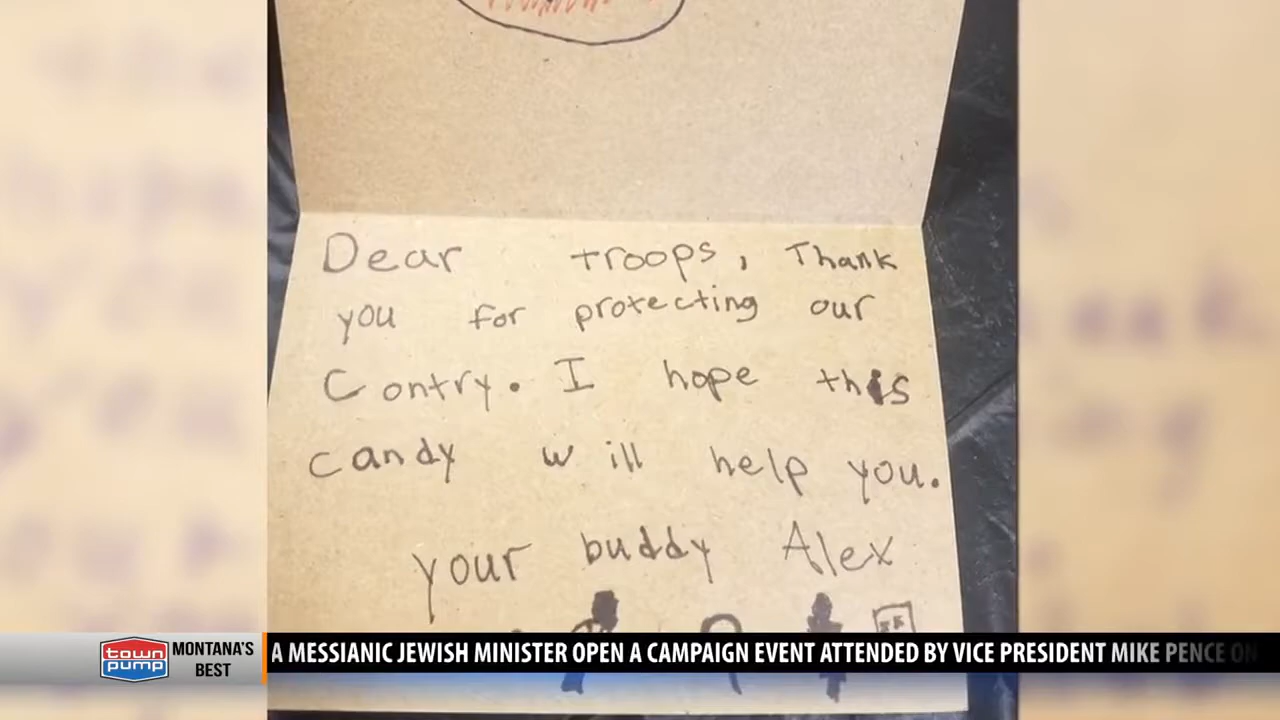 Dear troops, Thank
you for protecting our
Contry. I hope this
candy will help you.
your buddy Alex
town
pump
MONTANA'S
BEST
A MESSIANIC JEWISH MINISTER OPEN A CAMPAIGN EVENT ATTENDED BY VICE PRESIDENT MIKE PENCE ON